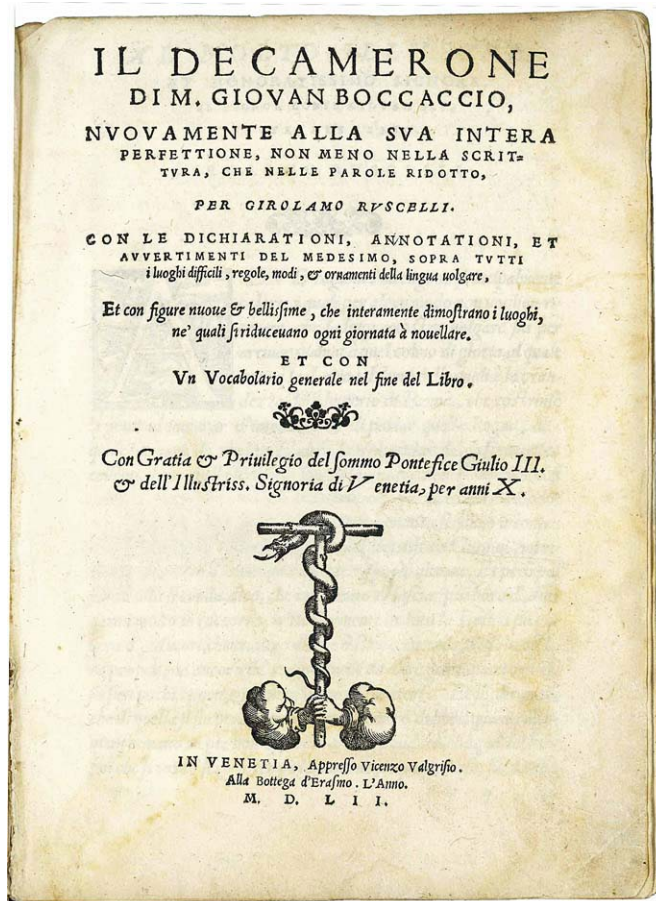 IL DECAMERONE
DI M. GIOVAN BOCCACCIO,
NVOVAMENTE ALLA SVA INTERA
PERFETTIONE, NON MENO NELLA SCRIT=
TVRA, CHE NELLE PAROLE RIDOTTO,
PER GIROLAMO RVSCELLI.
CON LE DICHIARATIONI, ANNOTATIONI, ET
AVVERTIMENTI DEL MEDESIMO, SOPRA TVTTI
i luoghi difficili, regole, modi, & ornamenti della lingua uolgare,
Et con figure nuoue & bellissime, che interamente dimostrano i luoghi,
ne' quali si riduceuano ogni giornata à nouellare.
ET CON
Vn Vocabolario generale nel fine del Libro.
Con Gratia & Priuilegio del sommo Pontefice Giulio III.
& dell'Illustriss. Signoria di Venetia, per anni X.
IN VENETIA, Appresso Vicenzo Valgrisio.
Alla Bottega d'Erasmo. L'Anno.
M. D. LII.